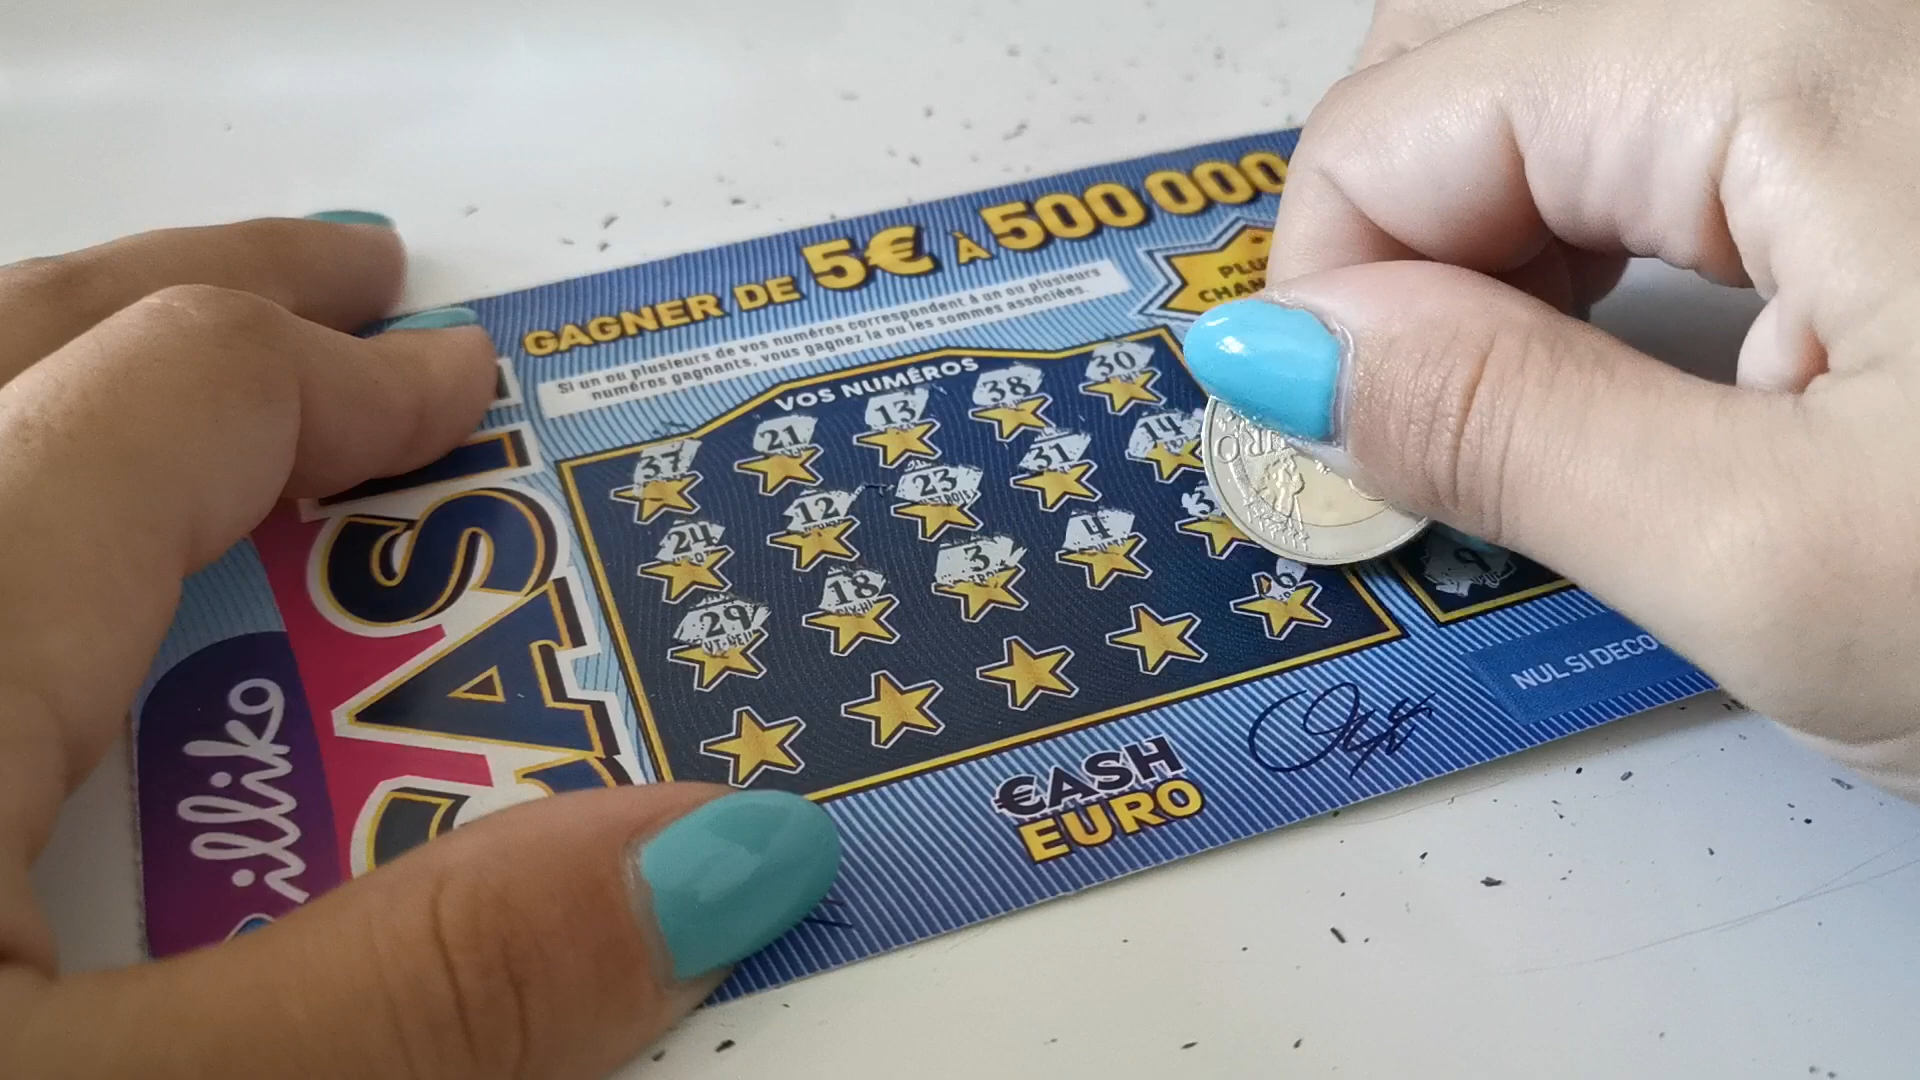 GAGNER DE 5€ À 500 000
Si un ou plusieurs de vos numéros correspondent à un ou plusieurs
numéros gagnants, vous gagnez la ou les sommes associées.
VOS NUMÉROS
37 21 13 38 30
24 12 23 31 14
29 18 3 4
9
NUL SI DECO
€ASH
EURO
illiko
CASH